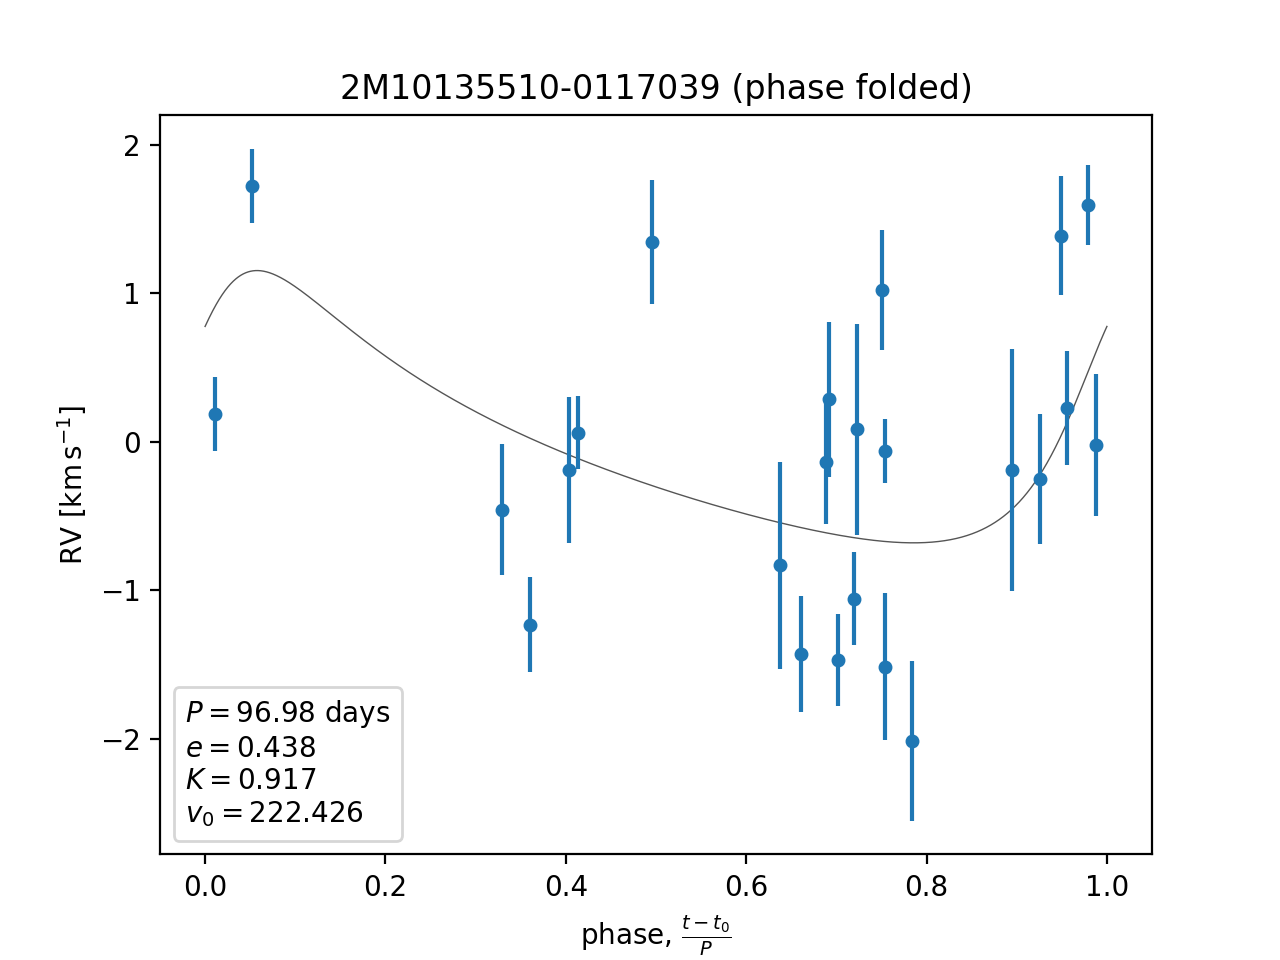 2M10135510-0117039 (phase folded)
2
1
0
−1
−2
RV [km s⁻¹]
P = 96.98 days
e = 0.438
K = 0.917
v₀ = 222.426
0.0 0.2 0.4 0.6 0.8 1.0
phase, (t − t₀)/P